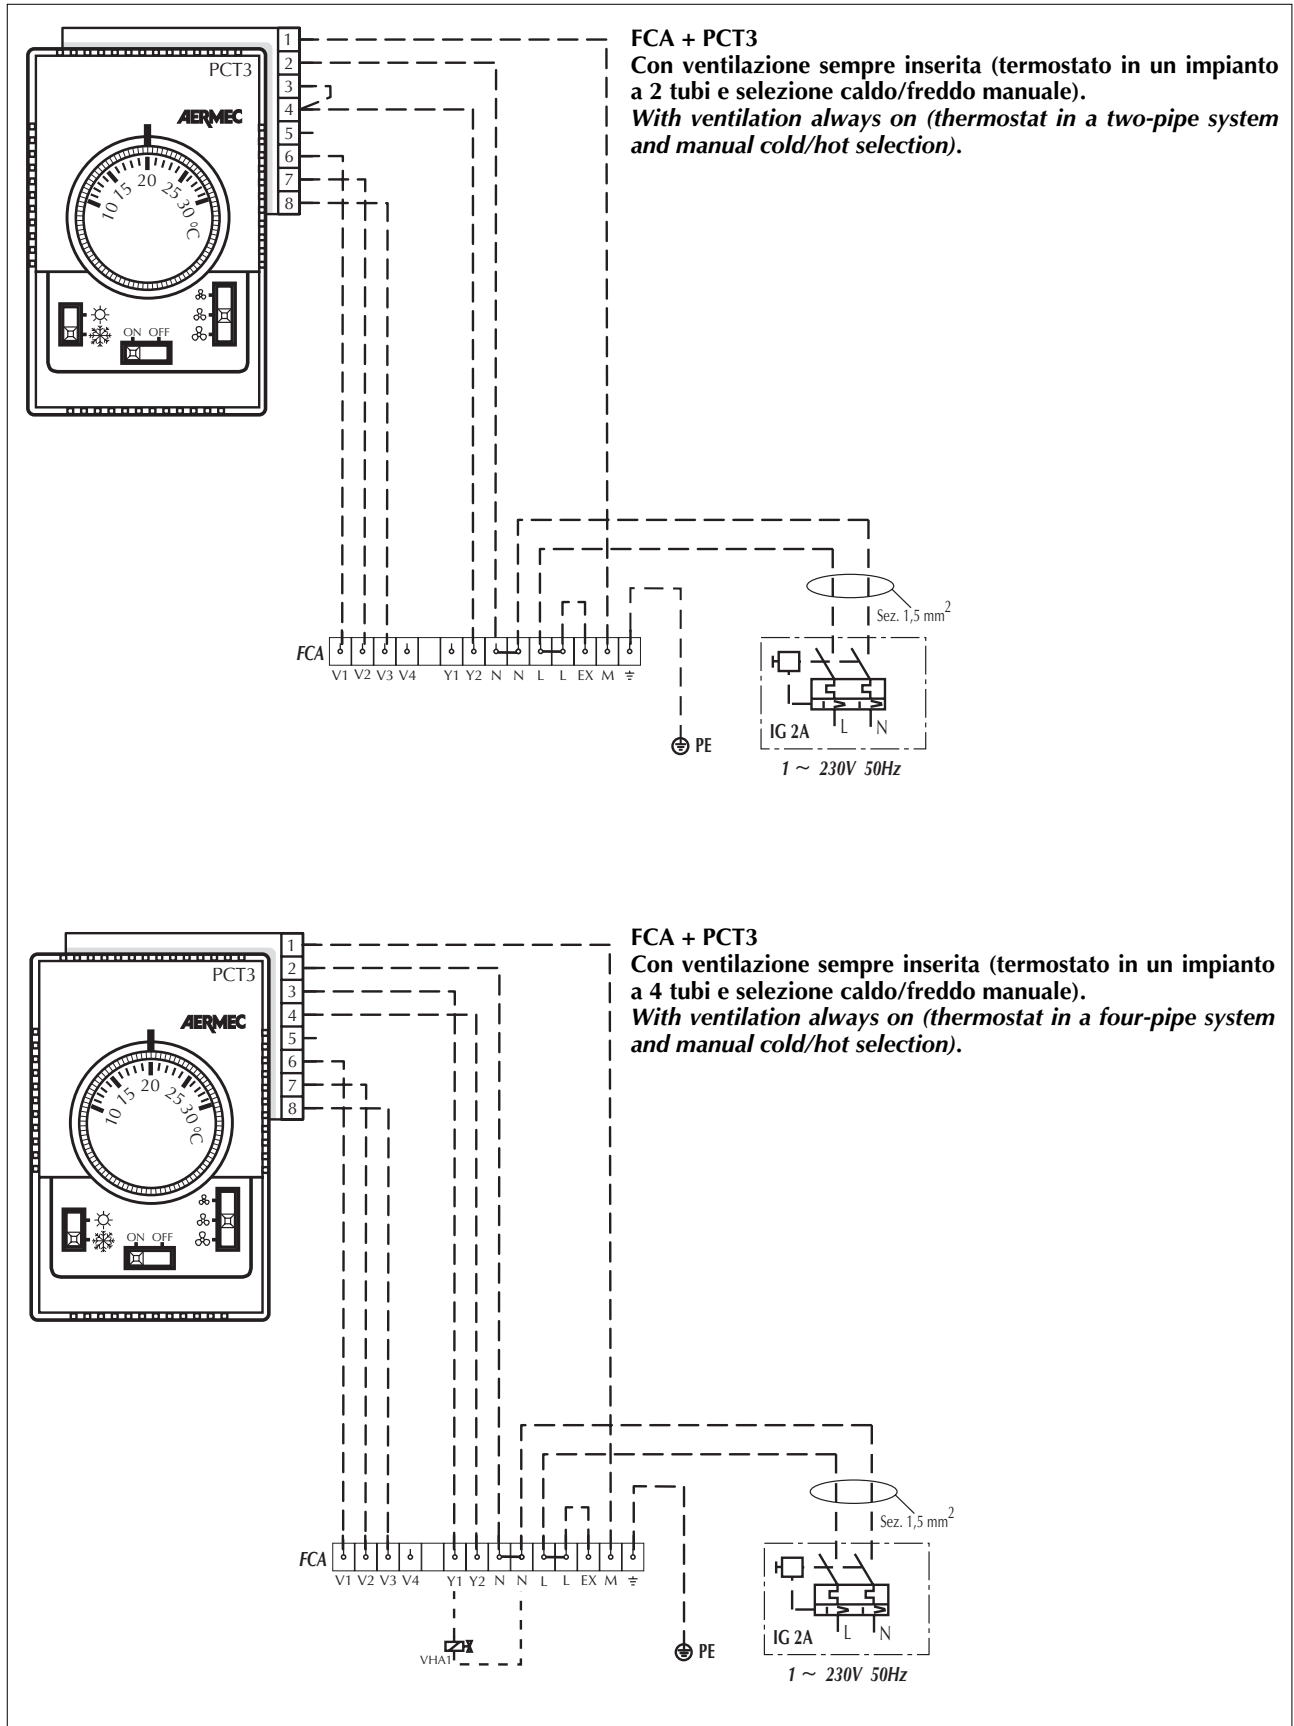 FCA + PCT3
Con ventilazione sempre inserita (termostato in un impianto
a 2 tubi e selezione caldo/freddo manuale).
With ventilation always on (thermostat in a two-pipe system
and manual cold/hot selection).
PCT3
AERMEC
10 15 20 25 30 °C
ON OFF
1
2
3
4
5
6
7
8
Sez. 1,5 mm²
FCA
V1 V2 V3 V4 Y1 Y2 N N L L EX M
PE
IG 2A
L N
1 ~ 230V 50Hz
FCA + PCT3
Con ventilazione sempre inserita (termostato in un impianto
a 4 tubi e selezione caldo/freddo manuale).
With ventilation always on (thermostat in a four-pipe system
and manual cold/hot selection).
PCT3
AERMEC
10 15 20 25 30 °C
ON OFF
1
2
3
4
5
6
7
8
Sez. 1,5 mm²
FCA
V1 V2 V3 V4 Y1 Y2 N N L L EX M
VHA1
PE
IG 2A
L N
1 ~ 230V 50Hz